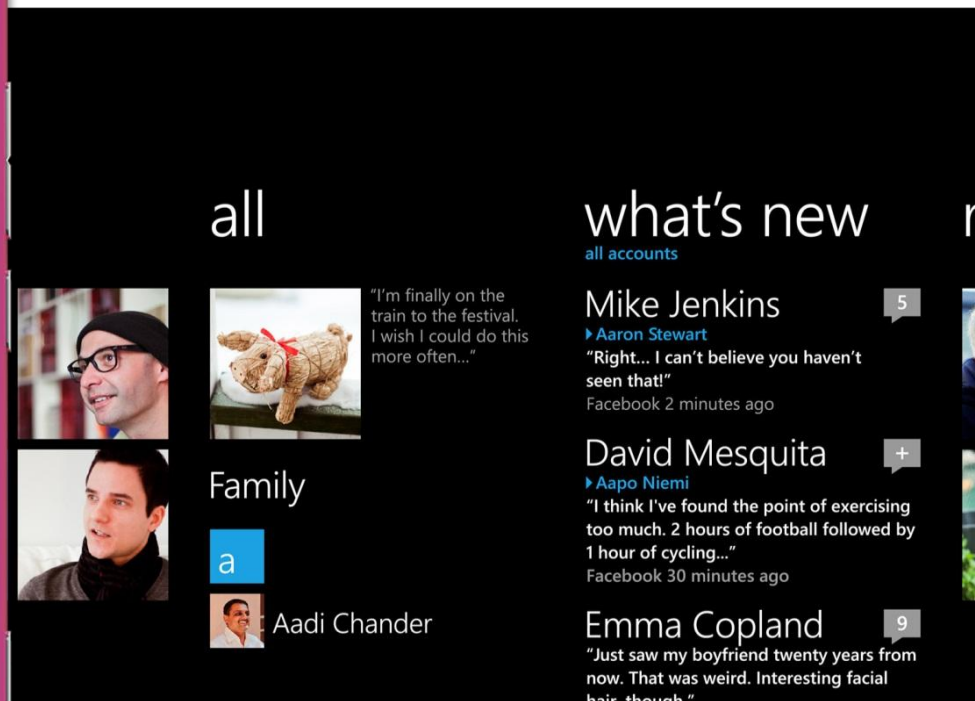 all
"I'm finally on the
train to the festival.
I wish I could do this
more often..."
Family
a
Aadi Chander
what's new
all accounts
Mike Jenkins
5
Aaron Stewart
"Right... I can't believe you haven't
seen that!"
Facebook 2 minutes ago
David Mesquita
+
Aapo Niemi
"I think I've found the point of exercising
too much. 2 hours of football followed by
1 hour of cycling..."
Facebook 30 minutes ago
Emma Copland
9
"Just saw my boyfriend twenty years from
now. That was weird. Interesting facial
hair, though."